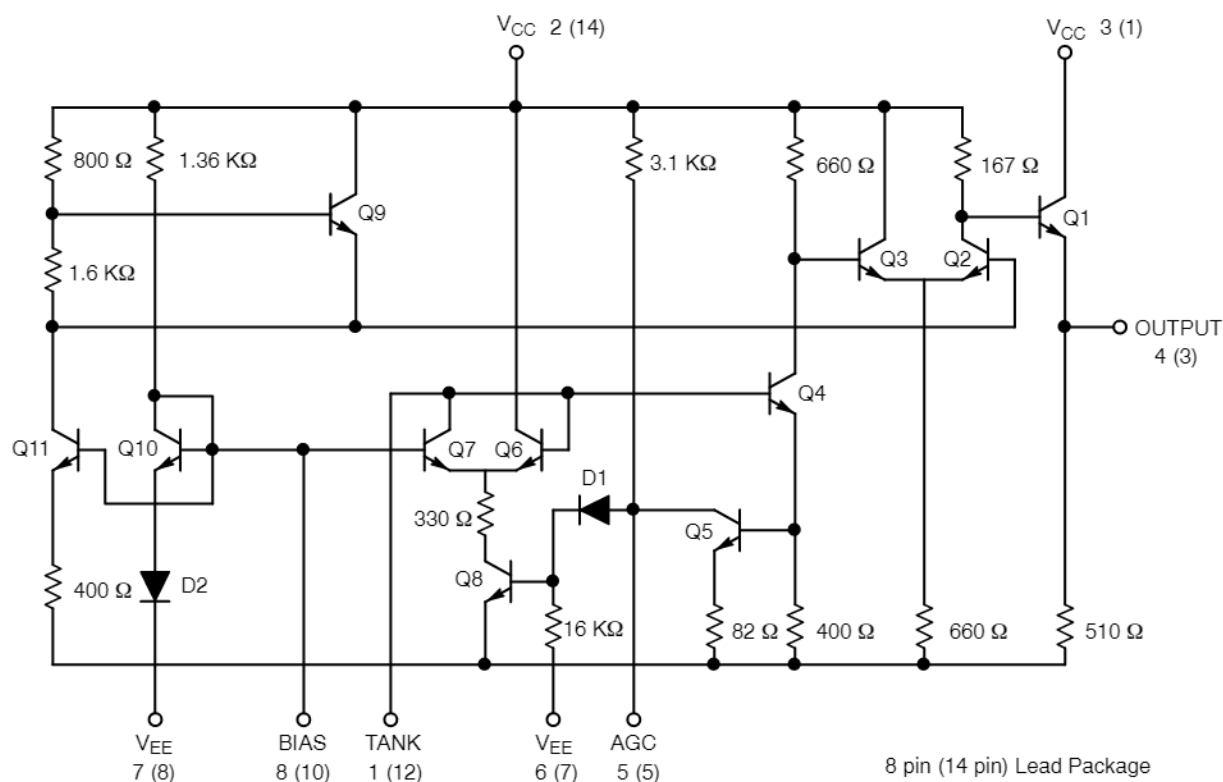 VCC 2 (14)
VCC 3 (1)
800 Ω
1.36 KΩ
3.1 KΩ
660 Ω
167 Ω
Q9
Q1
1.6 KΩ
Q3
Q2
OUTPUT
4 (3)
Q4
Q11
Q10
Q7
Q6
D1
330 Ω
Q5
Q8
400 Ω
D2
16 KΩ
82 Ω
400 Ω
660 Ω
510 Ω
VEE
7 (8)
BIAS
8 (10)
TANK
1 (12)
VEE
6 (7)
AGC
5 (5)
8 pin (14 pin) Lead Package